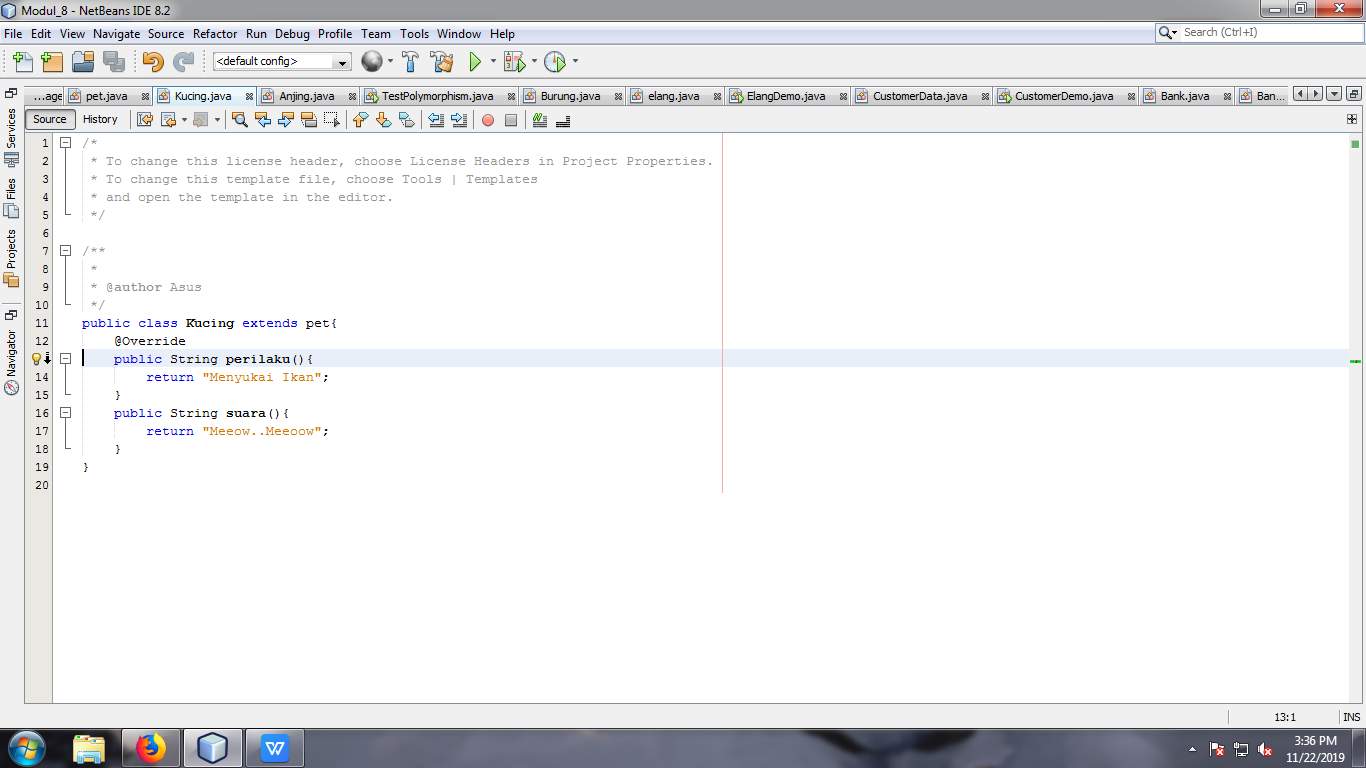 Modul_8 - NetBeans IDE 8.2
File Edit View Navigate Source Refactor Run Debug Profile Team Tools Window Help
Search (Ctrl+I)
<default config>
...age pet.java Kucing.java Anjing.java TestPolymorphism.java Burung.java elang.java ElangDemo.java CustomerData.java CustomerDemo.java Bank.java Ban...
Source History
Services
Files
Projects
Navigator
1 /*
2 * To change this license header, choose License Headers in Project Properties.
3 * To change this template file, choose Tools | Templates
4 * and open the template in the editor.
5 */
6
7 /**
8 *
9 * @author Asus
10 */
11 public class Kucing extends pet{
12 @Override
public String perilaku(){
14 return "Menyukai Ikan";
15 }
16 public String suara(){
17 return "Meeow..Meeoow";
18 }
19 }
20
13:1 INS
3:36 PM
11/22/2019